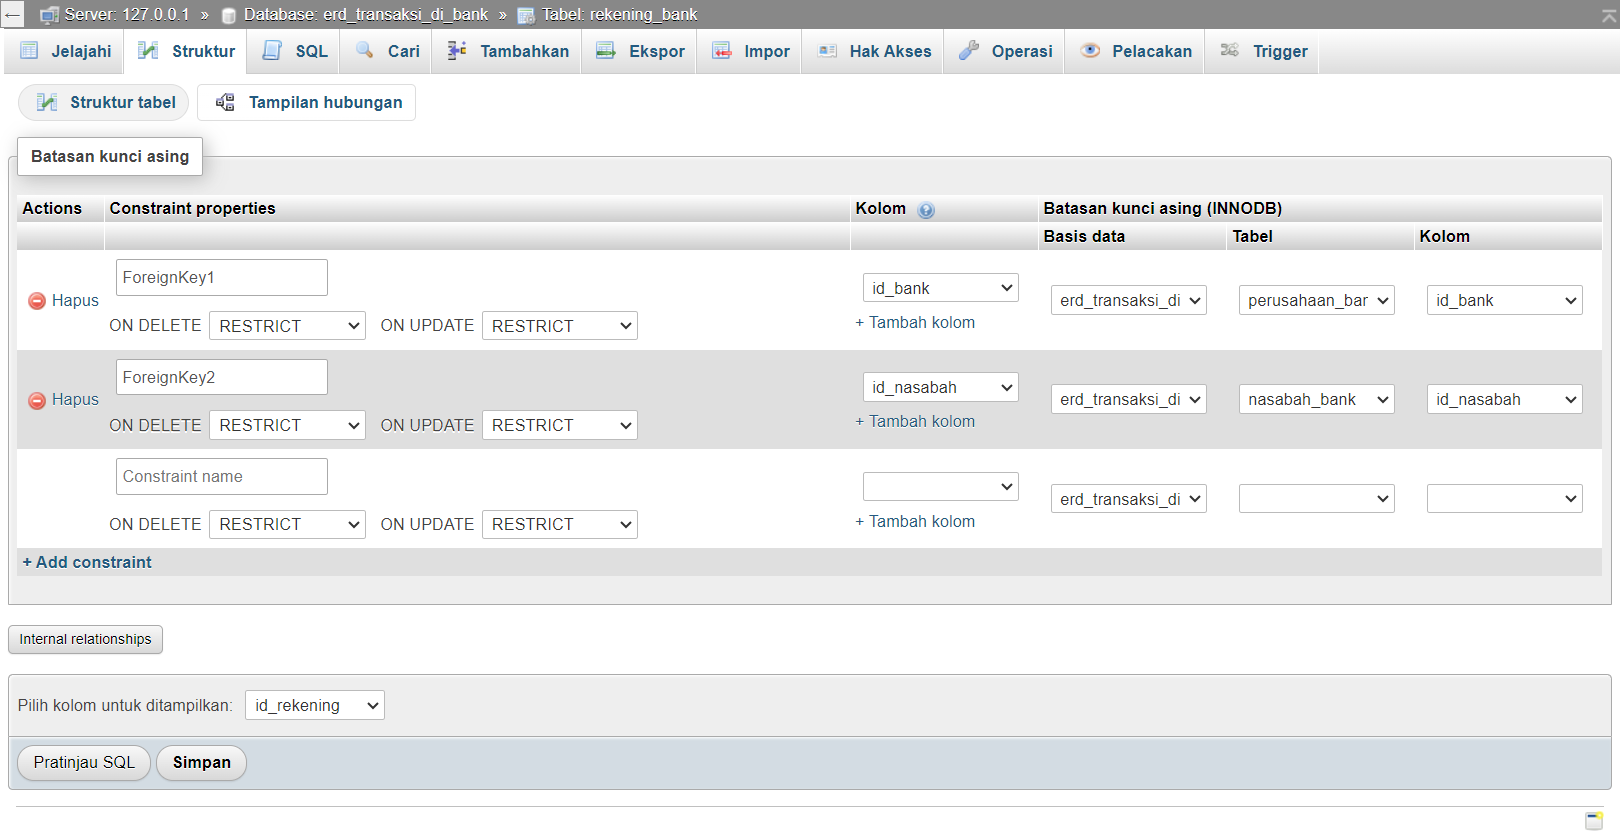 Server: 127.0.0.1 » Database: erd_transaksi_di_bank » Tabel: rekening_bank
Jelajahi Struktur SQL Cari Tambahkan Ekspor Impor Hak Akses Operasi Pelacakan Trigger
Struktur tabel Tampilan hubungan
Batasan kunci asing
Actions Constraint properties Kolom Batasan kunci asing (INNODB)
Basis data Tabel Kolom
ForeignKey1
Hapus id_bank erd_transaksi_di perusahaan_bar id_bank
ON DELETE RESTRICT ON UPDATE RESTRICT + Tambah kolom
ForeignKey2
Hapus id_nasabah erd_transaksi_di nasabah_bank id_nasabah
ON DELETE RESTRICT ON UPDATE RESTRICT + Tambah kolom
Constraint name
erd_transaksi_di
ON DELETE RESTRICT ON UPDATE RESTRICT + Tambah kolom
+ Add constraint
Internal relationships
Pilih kolom untuk ditampilkan: id_rekening
Pratinjau SQL Simpan